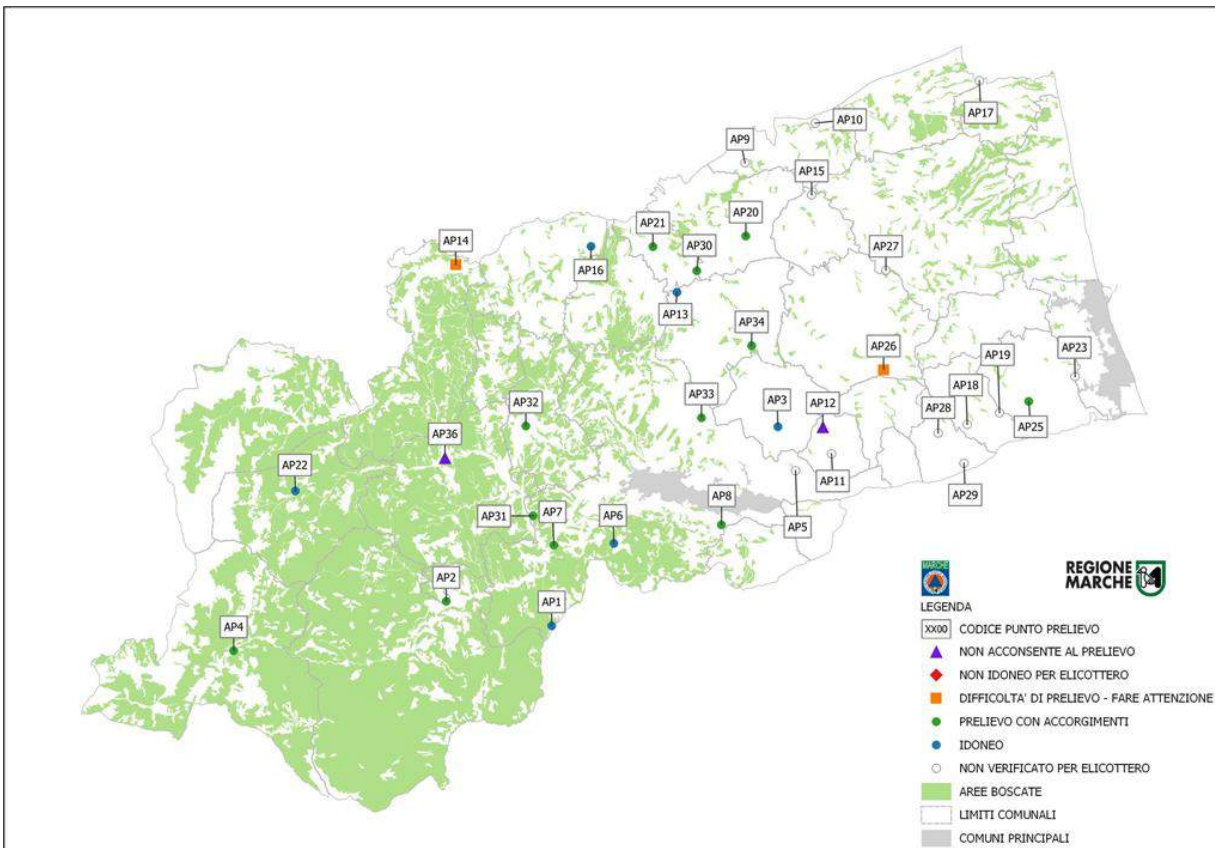 AP17
AP10
AP9
AP15
AP20
AP21
AP14
AP30
AP27
AP16
AP13
AP34
AP26
AP23
AP19
AP18
AP33
AP3
AP12
AP32
AP28
AP25
AP36
AP22
AP11
AP29
AP8
AP31
AP7
AP6
AP5
AP2
AP1
AP4
MARCHE
REGIONE
MARCHE
LEGENDA
XX00 CODICE PUNTO PRELIEVO
NON ACCONSENTE AL PRELIEVO
NON IDONEO PER ELICOTTERO
DIFFICOLTA' DI PRELIEVO - FARE ATTENZIONE
PRELIEVO CON ACCORGIMENTI
IDONEO
NON VERIFICATO PER ELICOTTERO
AREE BOSCATE
LIMITI COMUNALI
COMUNI PRINCIPALI